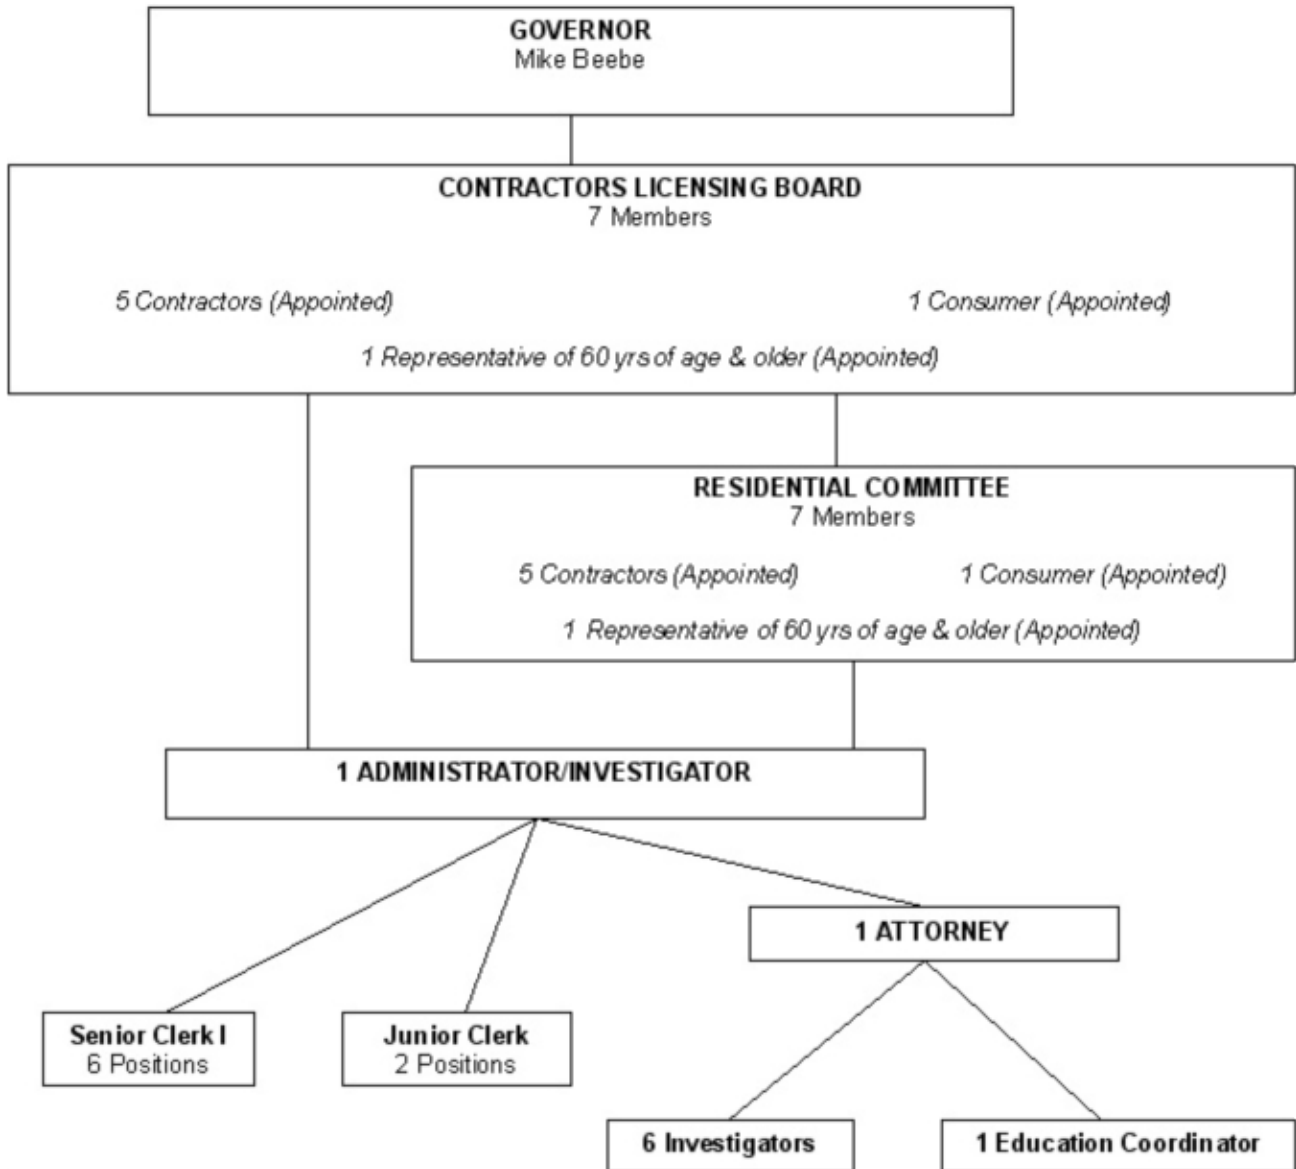 GOVERNOR
Mike Beebe
CONTRACTORS LICENSING BOARD
7 Members
5 Contractors (Appointed)
1 Consumer (Appointed)
1 Representative of 60 yrs of age & older (Appointed)
RESIDENTIAL COMMITTEE
7 Members
5 Contractors (Appointed)
1 Consumer (Appointed)
1 Representative of 60 yrs of age & older (Appointed)
1 ADMINISTRATOR/INVESTIGATOR
1 ATTORNEY
Senior Clerk I
6 Positions
Junior Clerk
2 Positions
6 Investigators
1 Education Coordinator